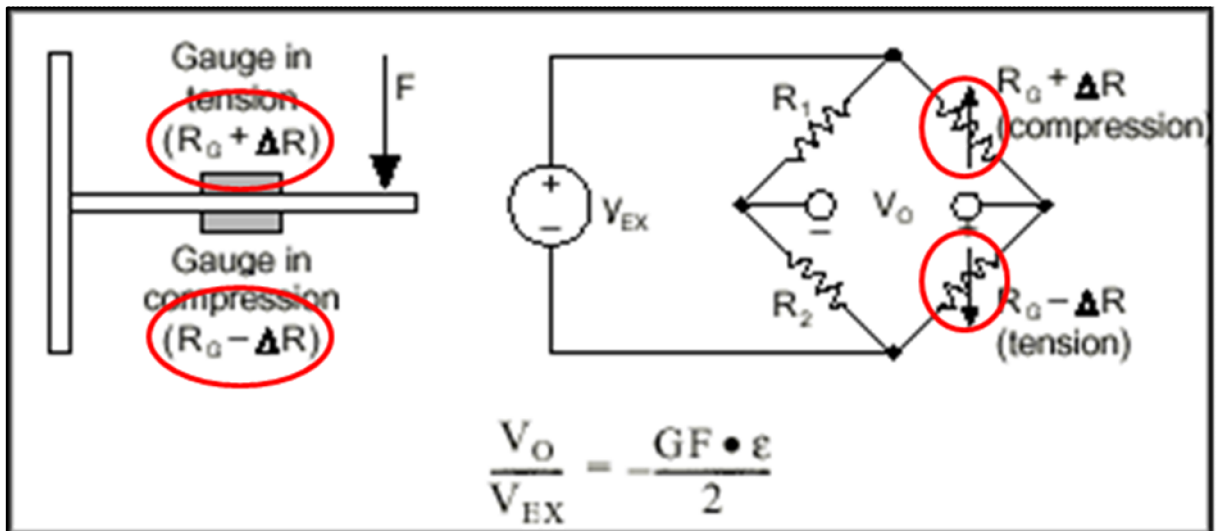 Gauge in
tension
(R_G + ΔR)
F
Gauge in
compression
(R_G − ΔR)
+
−
V_EX
R_1
R_2
−
V_O
+
R_G + ΔR
(compression)
R_G − ΔR
(tension)
V_O / V_EX = − GF • ε / 2